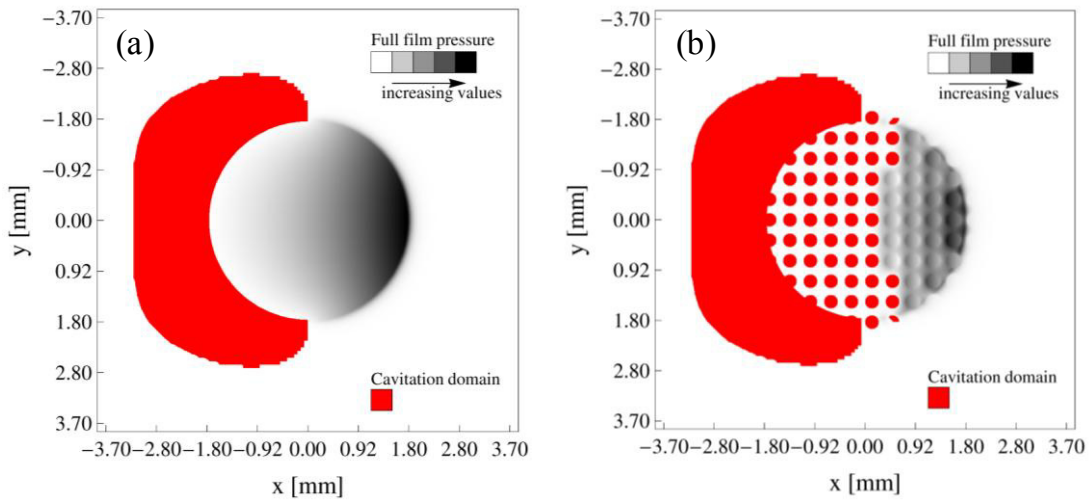 (a)
Full film pressure
increasing values
−3.70
−2.80
−1.80
−0.92
0.00
0.92
1.80
2.80
3.70
y [mm]
Cavitation domain
−3.70 −2.80 −1.80 −0.92 0.00 0.92 1.80 2.80 3.70
x [mm]
(b)
Full film pressure
increasing values
−3.70
−2.80
−1.80
−0.92
0.00
0.92
1.80
2.80
3.70
y [mm]
Cavitation domain
−3.70 −2.80 −1.80 −0.92 0.00 0.92 1.80 2.80 3.70
x [mm]